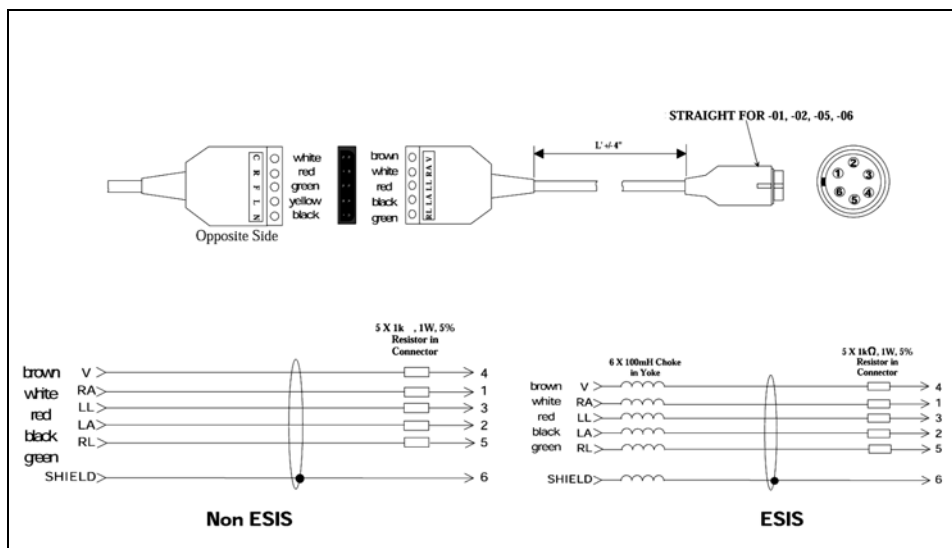 STRAIGHT FOR -01, -02, -05, -06
L' +/- 4"
C
R
F
L
N
white
red
green
yellow
black
brown
white
red
black
green
RL LA LL RA V
Opposite Side
1
2
3
4
5
6
5 X 1k , 1W, 5%
Resistor in
Connector
brown V 4
white RA 1
red LL 3
black LA 2
green RL 5
SHIELD 6
Non ESIS
6 X 100mH Choke
in Yoke
5 X 1kΩ, 1W, 5%
Resistor in
Connector
brown V 4
white RA 1
red LL 3
black LA 2
green RL 5
SHIELD 6
ESIS